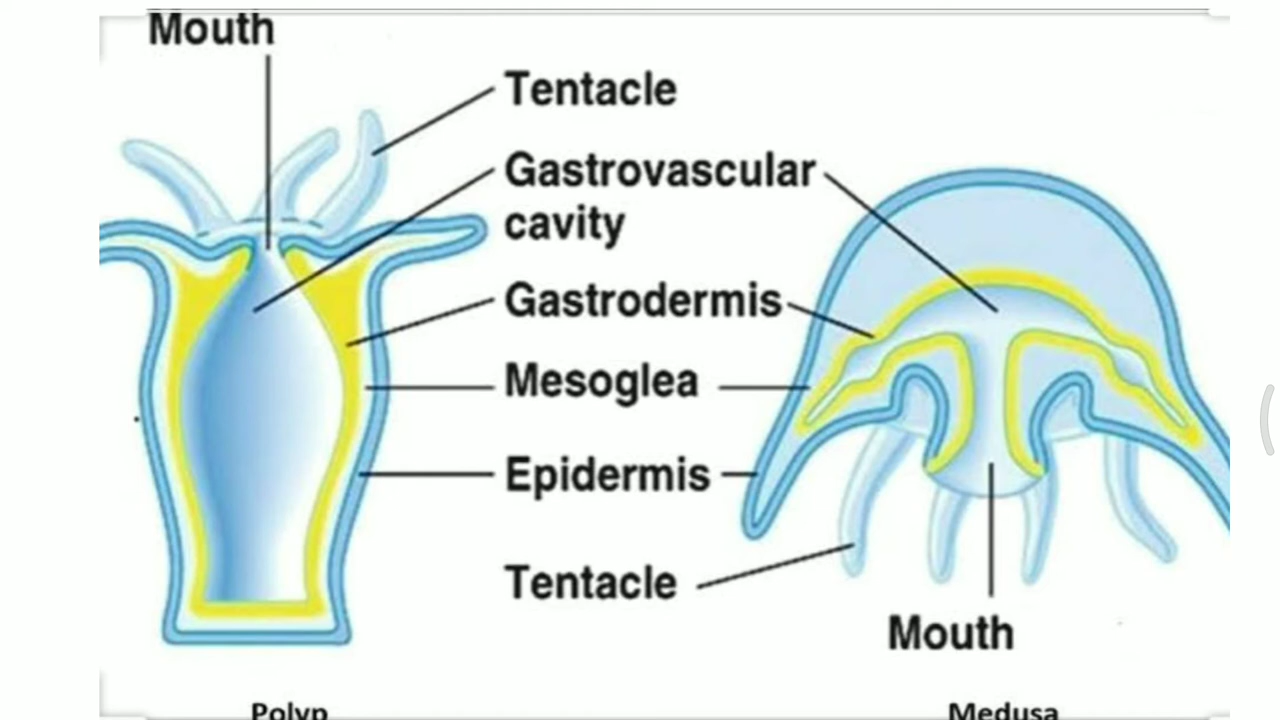 Mouth
Tentacle
Gastrovascular
cavity
Gastrodermis
Mesoglea
Epidermis
Tentacle
Mouth
Polyp
Medusa